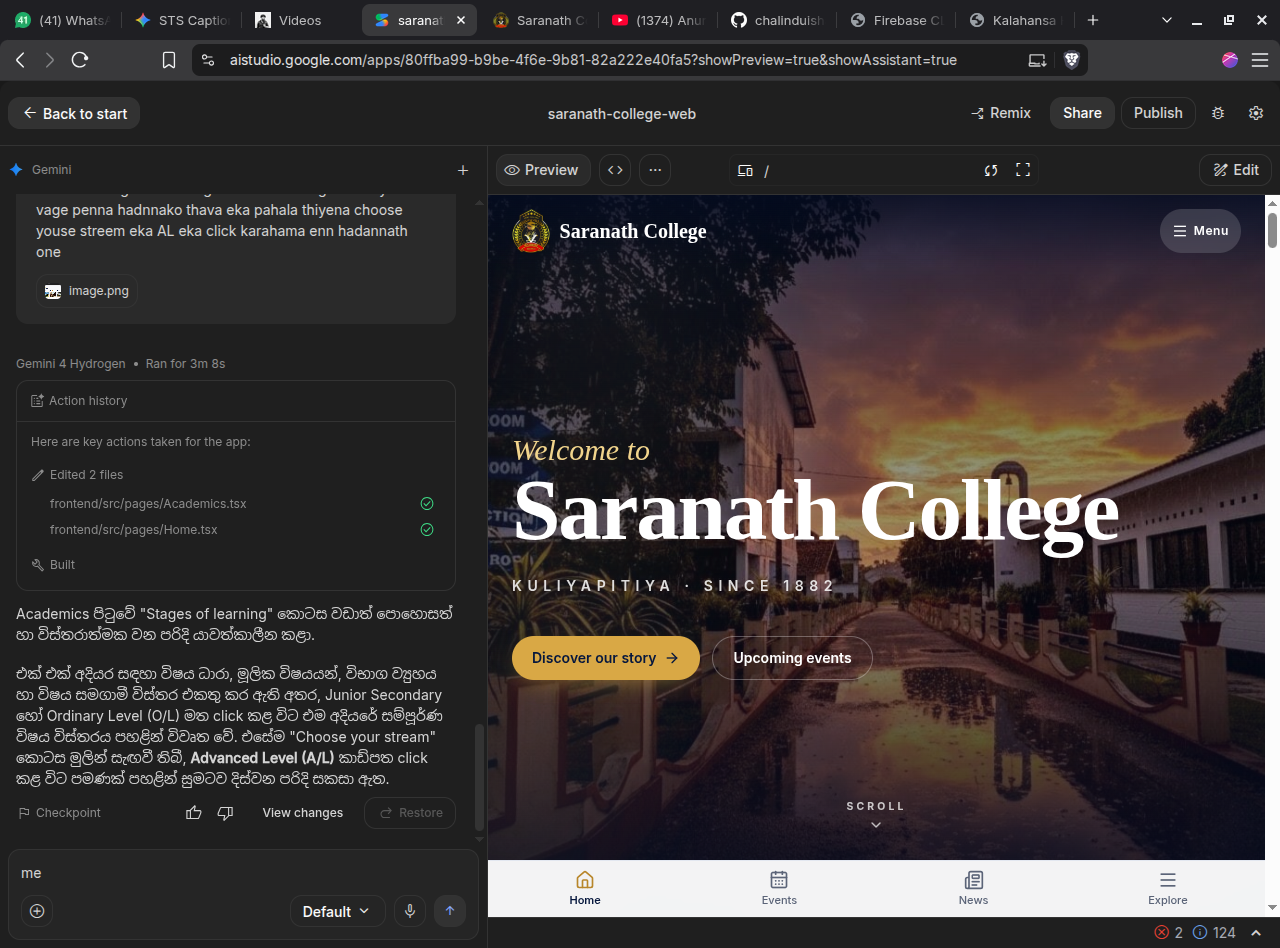 (41) Whats
STS Captio
Videos
saranat
Saranath C
(1374) Anur
chalinduish
Firebase Cl
Kalahansa
aistudio.google.com/apps/80ffba99-b9be-4f6e-9b81-82a222e40fa5?showPreview=true&showAssistant=true
Back to start
saranath-college-web
Remix
Share
Publish
Gemini
Preview
/
Edit
vage penna hadnnako thava eka pahala thiyena choose
youse streem eka AL eka click karahama enn hadannath
one
image.png
Gemini 4 Hydrogen • Ran for 3m 8s
Action history
Here are key actions taken for the app:
Edited 2 files
frontend/src/pages/Academics.tsx
frontend/src/pages/Home.tsx
Built
Academics පිටුවේ "Stages of learning" කොටස වඩාත් පොහොසත්
හා විස්තරාත්මක වන පරිදි යාවත්කාලීන කළා.
එක් එක් අදියර සඳහා විෂය ධාරා, මූලික විෂයයන්, විභාග ව්‍යුහය
හා විෂය සමගාමී විස්තර එකතු කර ඇති අතර, Junior Secondary
හෝ Ordinary Level (O/L) මත click කළ විට එම අදියරේ සම්පූර්ණ
විෂය විස්තරය පහළින් විවෘත වේ. එසේම "Choose your stream"
කොටස මුලින් සැඟවී තිබී, Advanced Level (A/L) කාඩ්පත click
කළ විට පමණක් පහළින් සුමටව දිස්වන පරිදි සකසා ඇත.
Checkpoint
View changes
Restore
me
Default
Saranath College
Menu
Welcome to
Saranath College
KULIYAPITIYA · SINCE 1882
Discover our story
Upcoming events
SCROLL
Home
Events
News
Explore
2
124